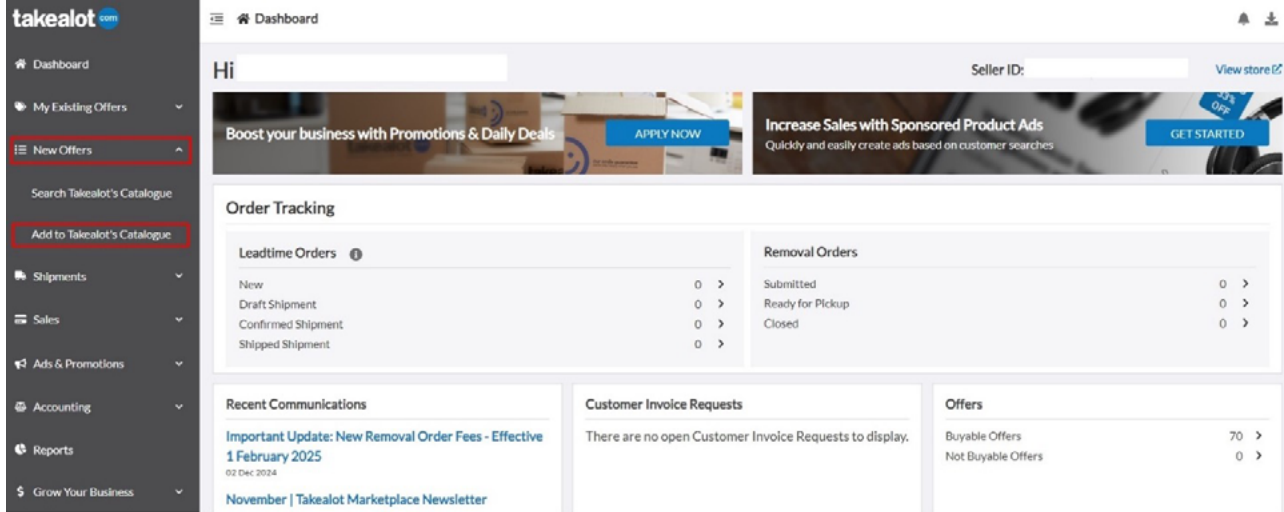 takealot com
Dashboard
My Existing Offers
New Offers
Search Takealot's Catalogue
Add to Takealot's Catalogue
Shipments
Sales
Ads & Promotions
Accounting
Reports
$ Grow Your Business
Dashboard
Hi
Seller ID:
View store
Boost your business with Promotions & Daily Deals
APPLY NOW
Increase Sales with Sponsored Product Ads
Quickly and easily create ads based on customer searches
33%
OFF
GET STARTED
Order Tracking
Leadtime Orders
New 0
Draft Shipment 0
Confirmed Shipment 0
Shipped Shipment 0
Removal Orders
Submitted 0
Ready for Pickup 0
Closed 0
Recent Communications
Important Update: New Removal Order Fees - Effective
1 February 2025
02 Dec 2024
November | Takealot Marketplace Newsletter
Customer Invoice Requests
There are no open Customer Invoice Requests to display.
Offers
Buyable Offers 70
Not Buyable Offers 0